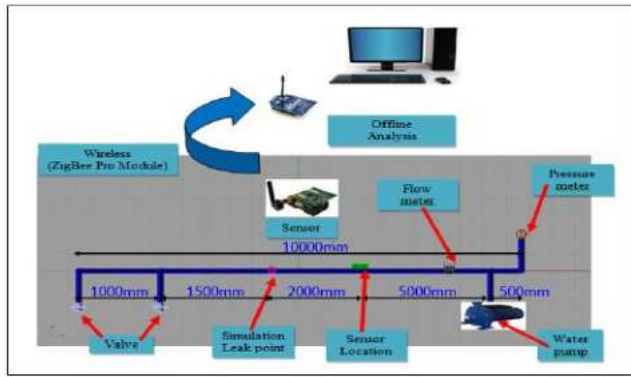 Offline
Analysis
Wireless
(ZigBee Pro Module)
Pressure
meter
Flow
meter
Sensor
10000mm
1000mm
1500mm
2000mm
5000mm
500mm
Valve
Simulation
Leak point
Sensor
Location
Water
pump